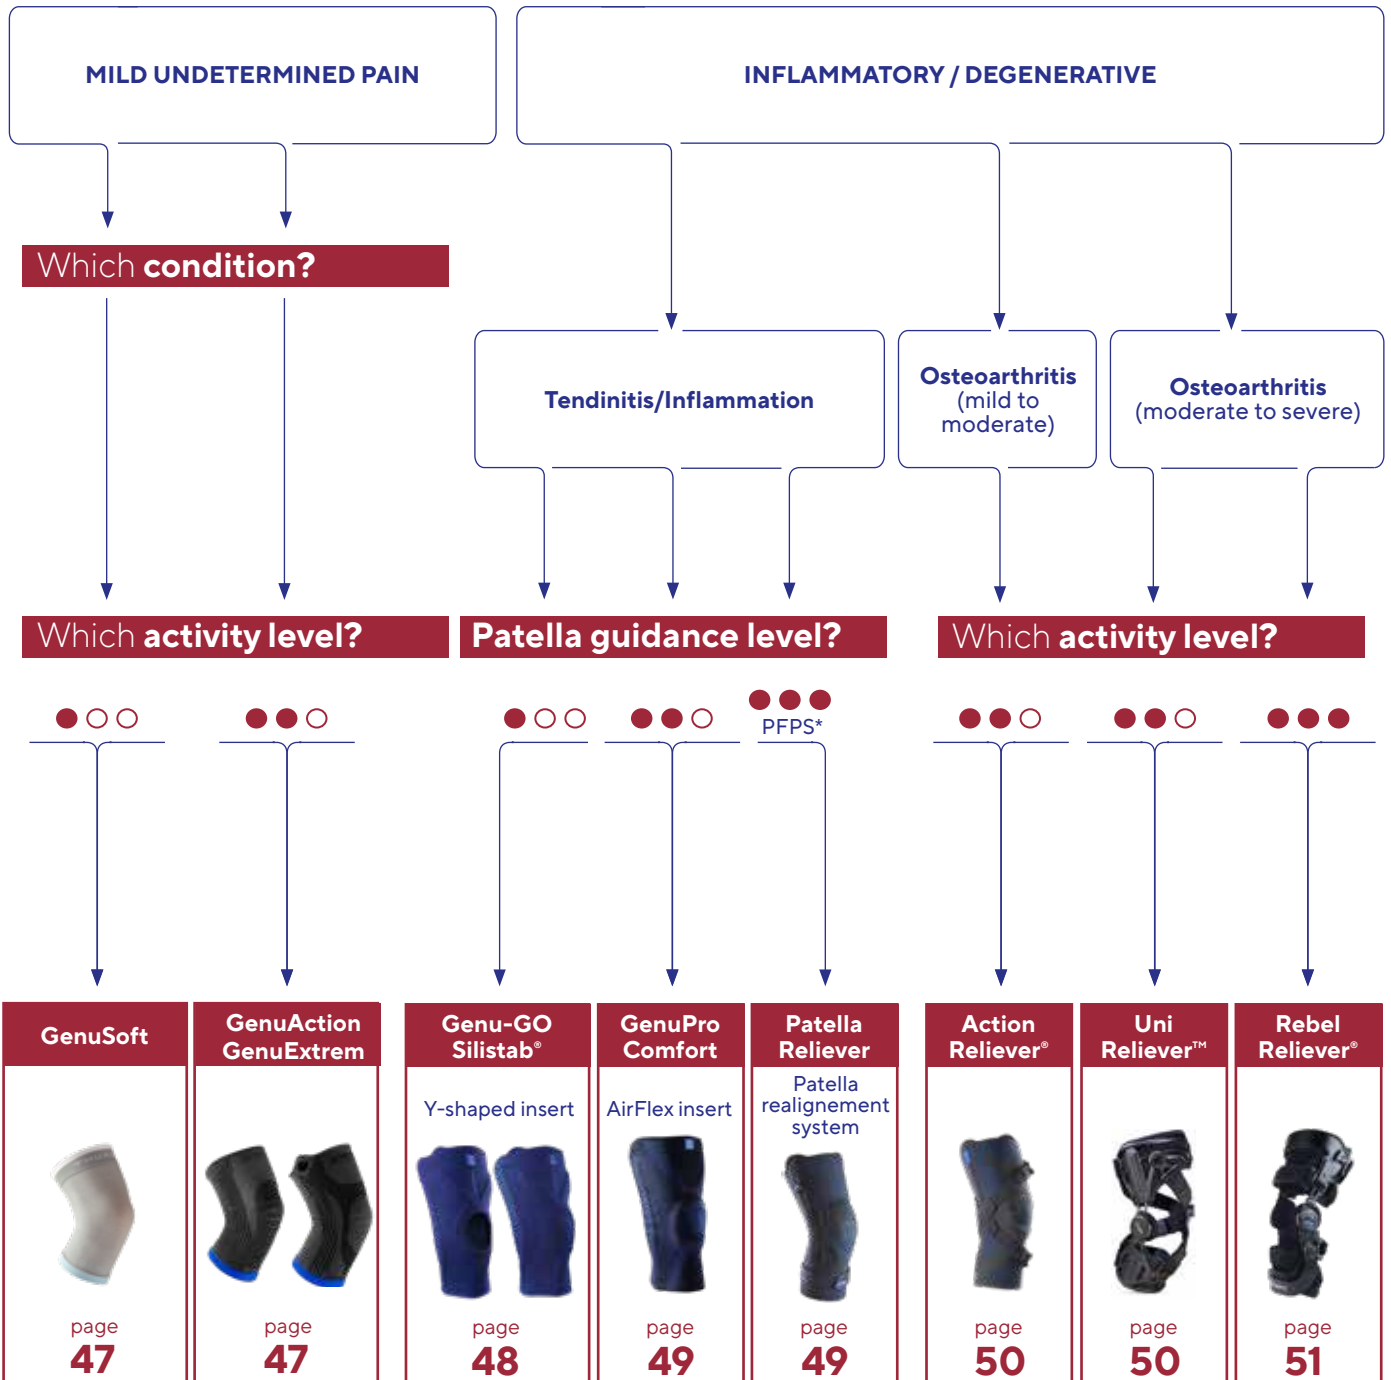 MILD UNDETERMINED PAIN
INFLAMMATORY / DEGENERATIVE
Which condition?
Tendinitis/Inflammation
Osteoarthritis
(mild to
moderate)
Osteoarthritis
(moderate to severe)
Which activity level?
Patella guidance level?
Which activity level?
PFPS*
GenuSoft
page
47
GenuAction
GenuExtrem
page
47
Genu-GO
Silistab®
Y-shaped insert
page
48
GenuPro
Comfort
AirFlex insert
page
49
Patella
Reliever
Patella
realignement
system
page
49
Action
Reliever®
page
50
Uni
Reliever™
page
50
Rebel
Reliever®
page
51